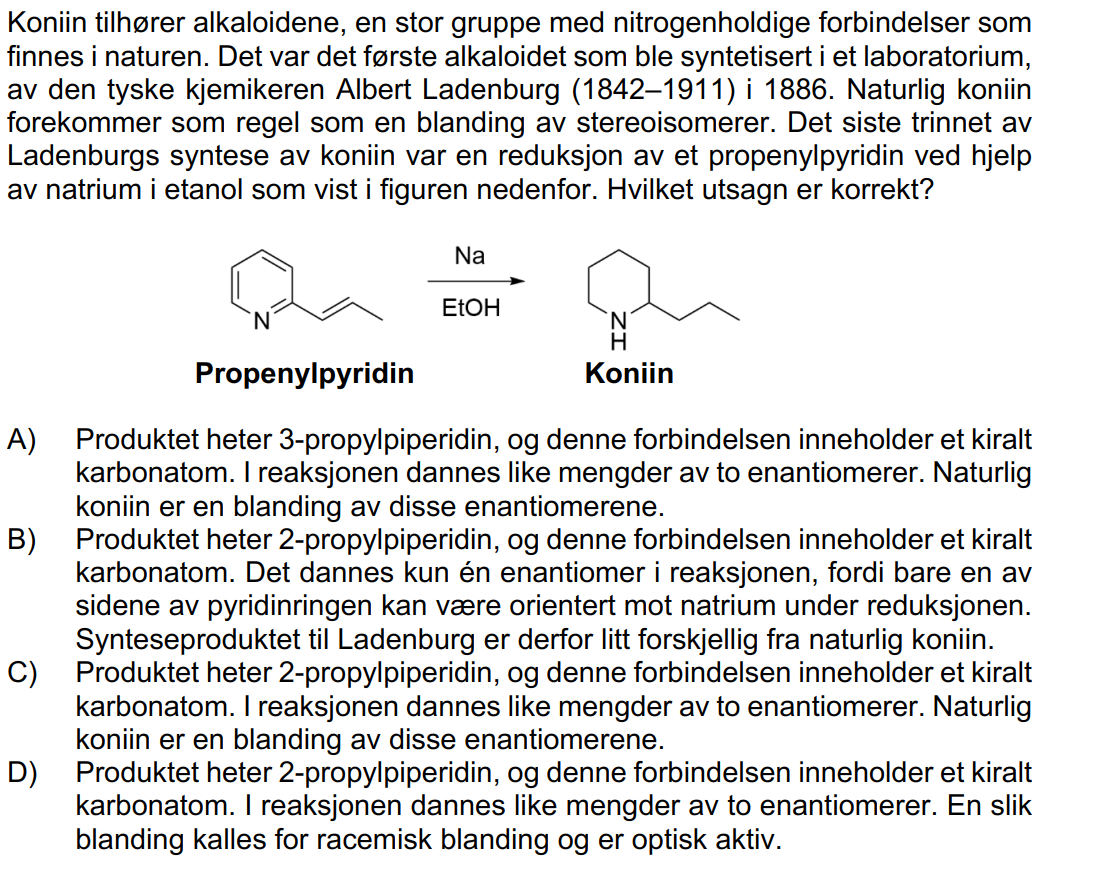 Koniin tilhører alkaloidene, en stor gruppe med nitrogenholdige forbindelser som
finnes i naturen. Det var det første alkaloidet som ble syntetisert i et laboratorium,
av den tyske kjemikeren Albert Ladenburg (1842–1911) i 1886. Naturlig koniin
forekommer som regel som en blanding av stereoisomerer. Det siste trinnet av
Ladenburgs syntese av koniin var en reduksjon av et propenylpyridin ved hjelp
av natrium i etanol som vist i figuren nedenfor. Hvilket utsagn er korrekt?
Na
EtOH
N
N
H
Propenylpyridin Koniin
A) Produktet heter 3-propylpiperidin, og denne forbindelsen inneholder et kiralt
karbonatom. I reaksjonen dannes like mengder av to enantiomerer. Naturlig
koniin er en blanding av disse enantiomerene.
B) Produktet heter 2-propylpiperidin, og denne forbindelsen inneholder et kiralt
karbonatom. Det dannes kun én enantiomer i reaksjonen, fordi bare en av
sidene av pyridinringen kan være orientert mot natrium under reduksjonen.
Synteseproduktet til Ladenburg er derfor litt forskjellig fra naturlig koniin.
C) Produktet heter 2-propylpiperidin, og denne forbindelsen inneholder et kiralt
karbonatom. I reaksjonen dannes like mengder av to enantiomerer. Naturlig
koniin er en blanding av disse enantiomerene.
D) Produktet heter 2-propylpiperidin, og denne forbindelsen inneholder et kiralt
karbonatom. I reaksjonen dannes like mengder av to enantiomerer. En slik
blanding kalles for racemisk blanding og er optisk aktiv.